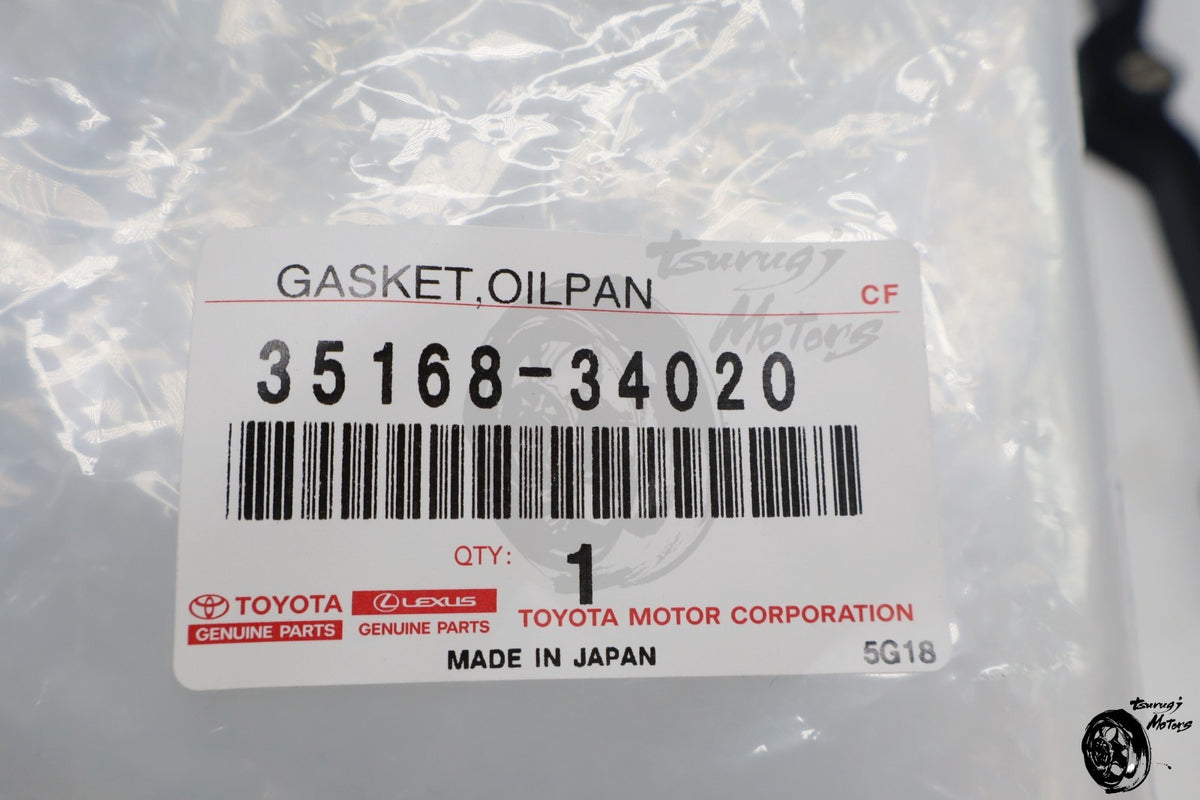 GASKET,OILPAN
CF
35168-34020
QTY: 1
TOYOTA
GENUINE PARTS
LEXUS
GENUINE PARTS
TOYOTA MOTOR CORPORATION
MADE IN JAPAN
5G18
Tsurugi
Motors
Tsurugi
Motors